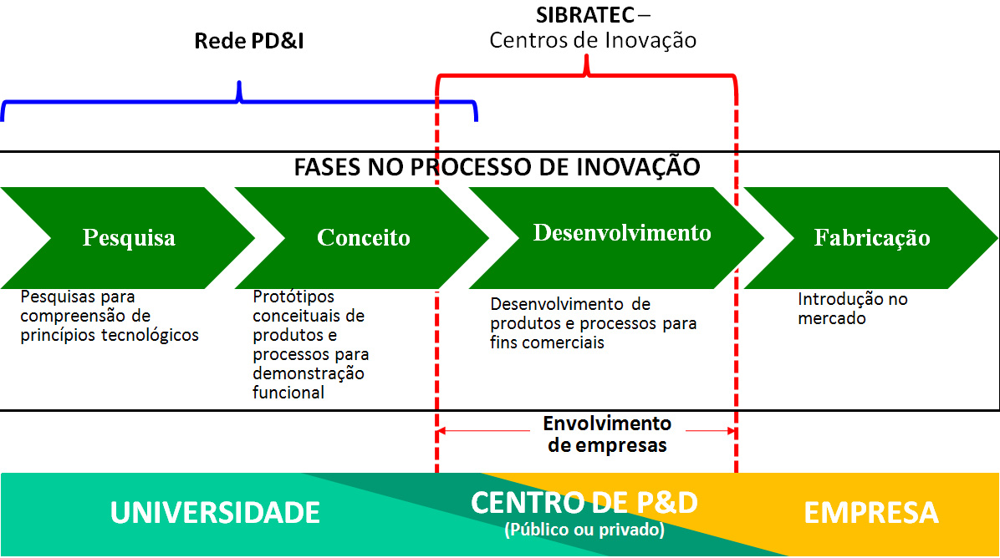 SIBRATEC –
Centros de Inovação
Rede PD&I
FASES NO PROCESSO DE INOVAÇÃO
Pesquisa
Conceito
Desenvolvimento
Fabricação
Pesquisas para
compreensão de
princípios tecnológicos
Protótipos
conceituais de
produtos e
processos para
demonstração
funcional
Desenvolvimento de
produtos e processos para
fins comerciais
Introdução no
mercado
Envolvimento
de empresas
UNIVERSIDADE
CENTRO DE P&D
(Público ou privado)
EMPRESA